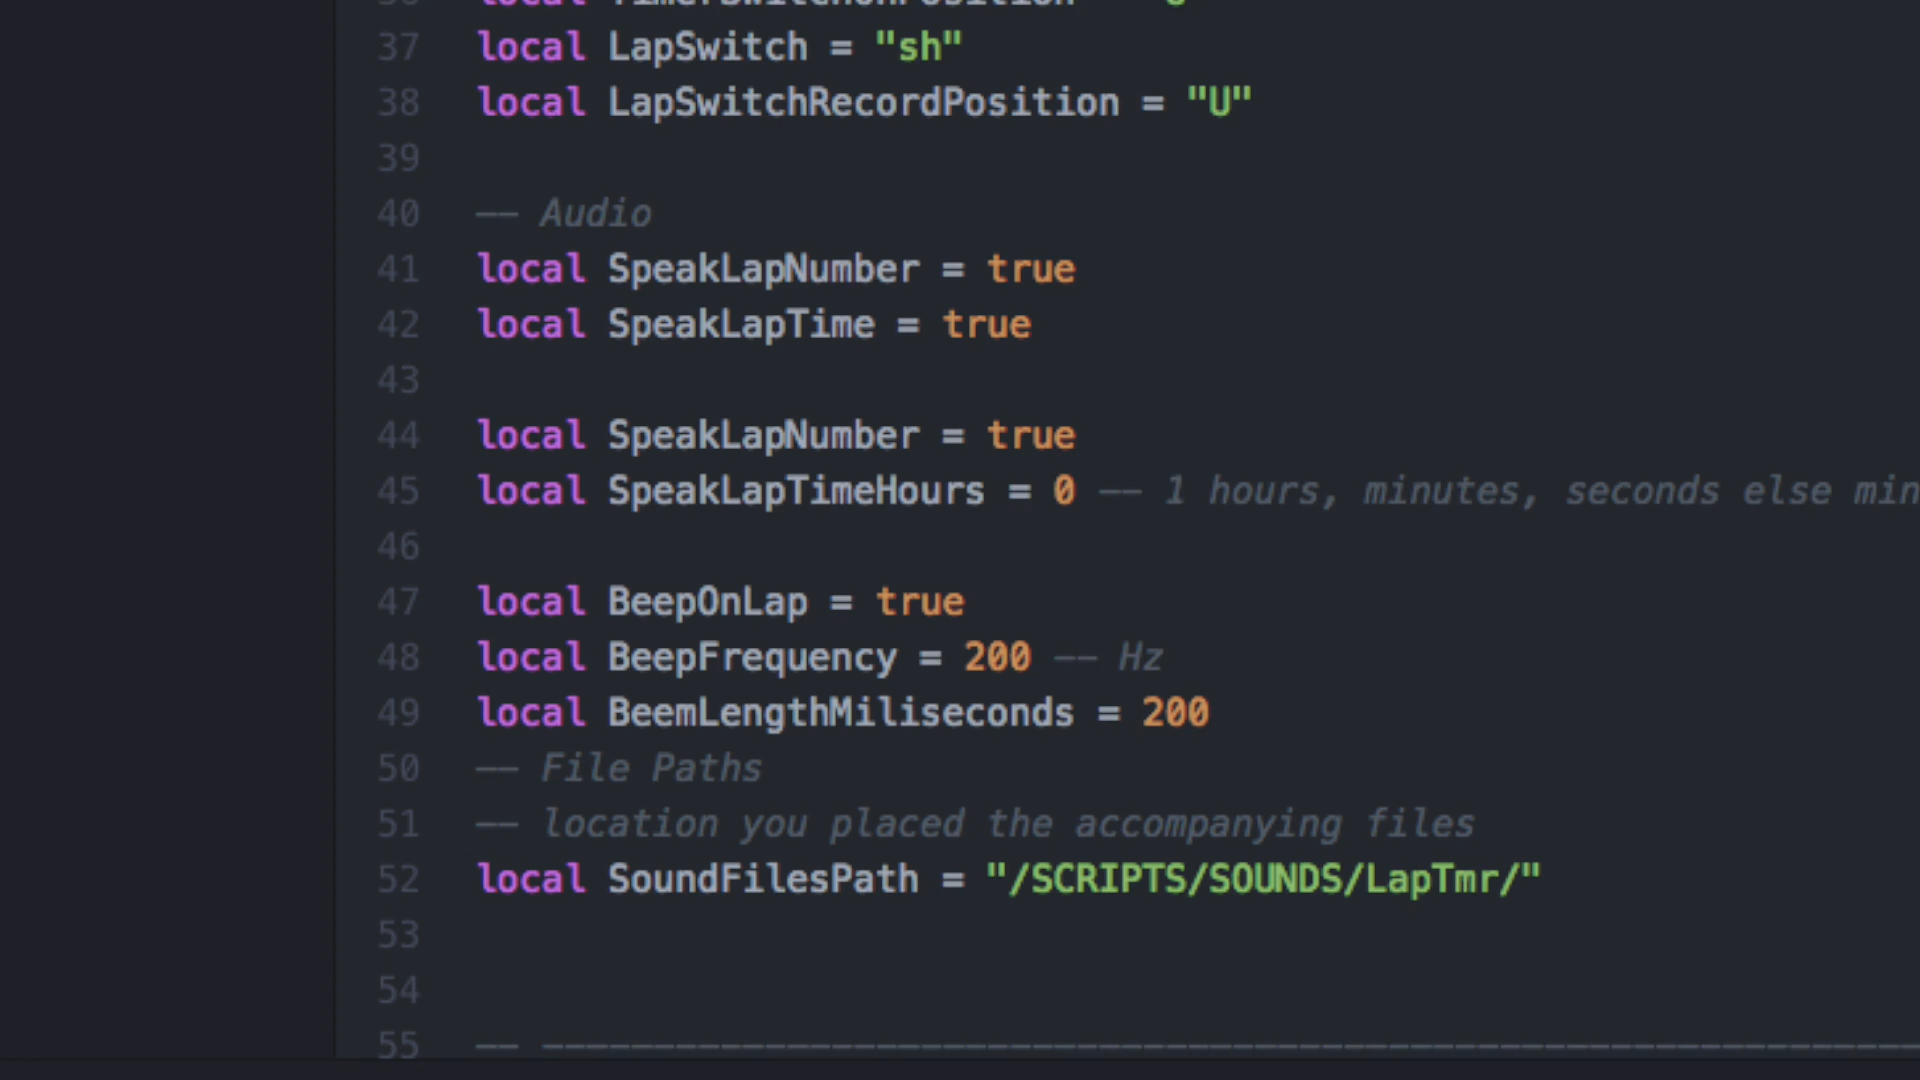 37 local LapSwitch = "sh"
38 local LapSwitchRecordPosition = "U"
39
40 -- Audio
41 local SpeakLapNumber = true
42 local SpeakLapTime = true
43
44 local SpeakLapNumber = true
45 local SpeakLapTimeHours = 0 -- 1 hours, minutes, seconds else min
46
47 local BeepOnLap = true
48 local BeepFrequency = 200 -- Hz
49 local BeemLengthMiliseconds = 200
50 -- File Paths
51 -- location you placed the accompanying files
52 local SoundFilesPath = "/SCRIPTS/SOUNDS/LapTmr/"
53
54
55 -- ----------------------------------------------------------------